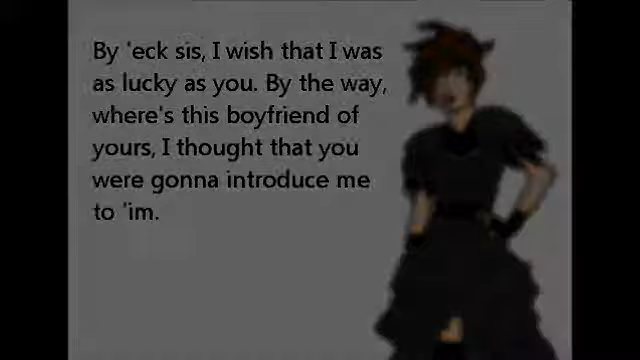 By 'eck sis, I wish that I was
as lucky as you. By the way,
where's this boyfriend of
yours, I thought that you
were gonna introduce me
to 'im.